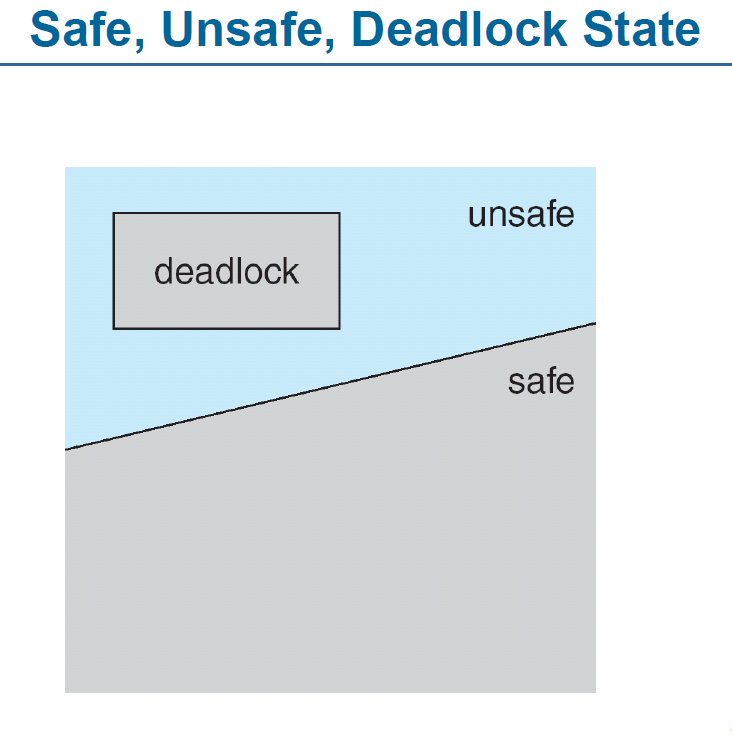 Safe, Unsafe, Deadlock State
unsafe
deadlock
safe